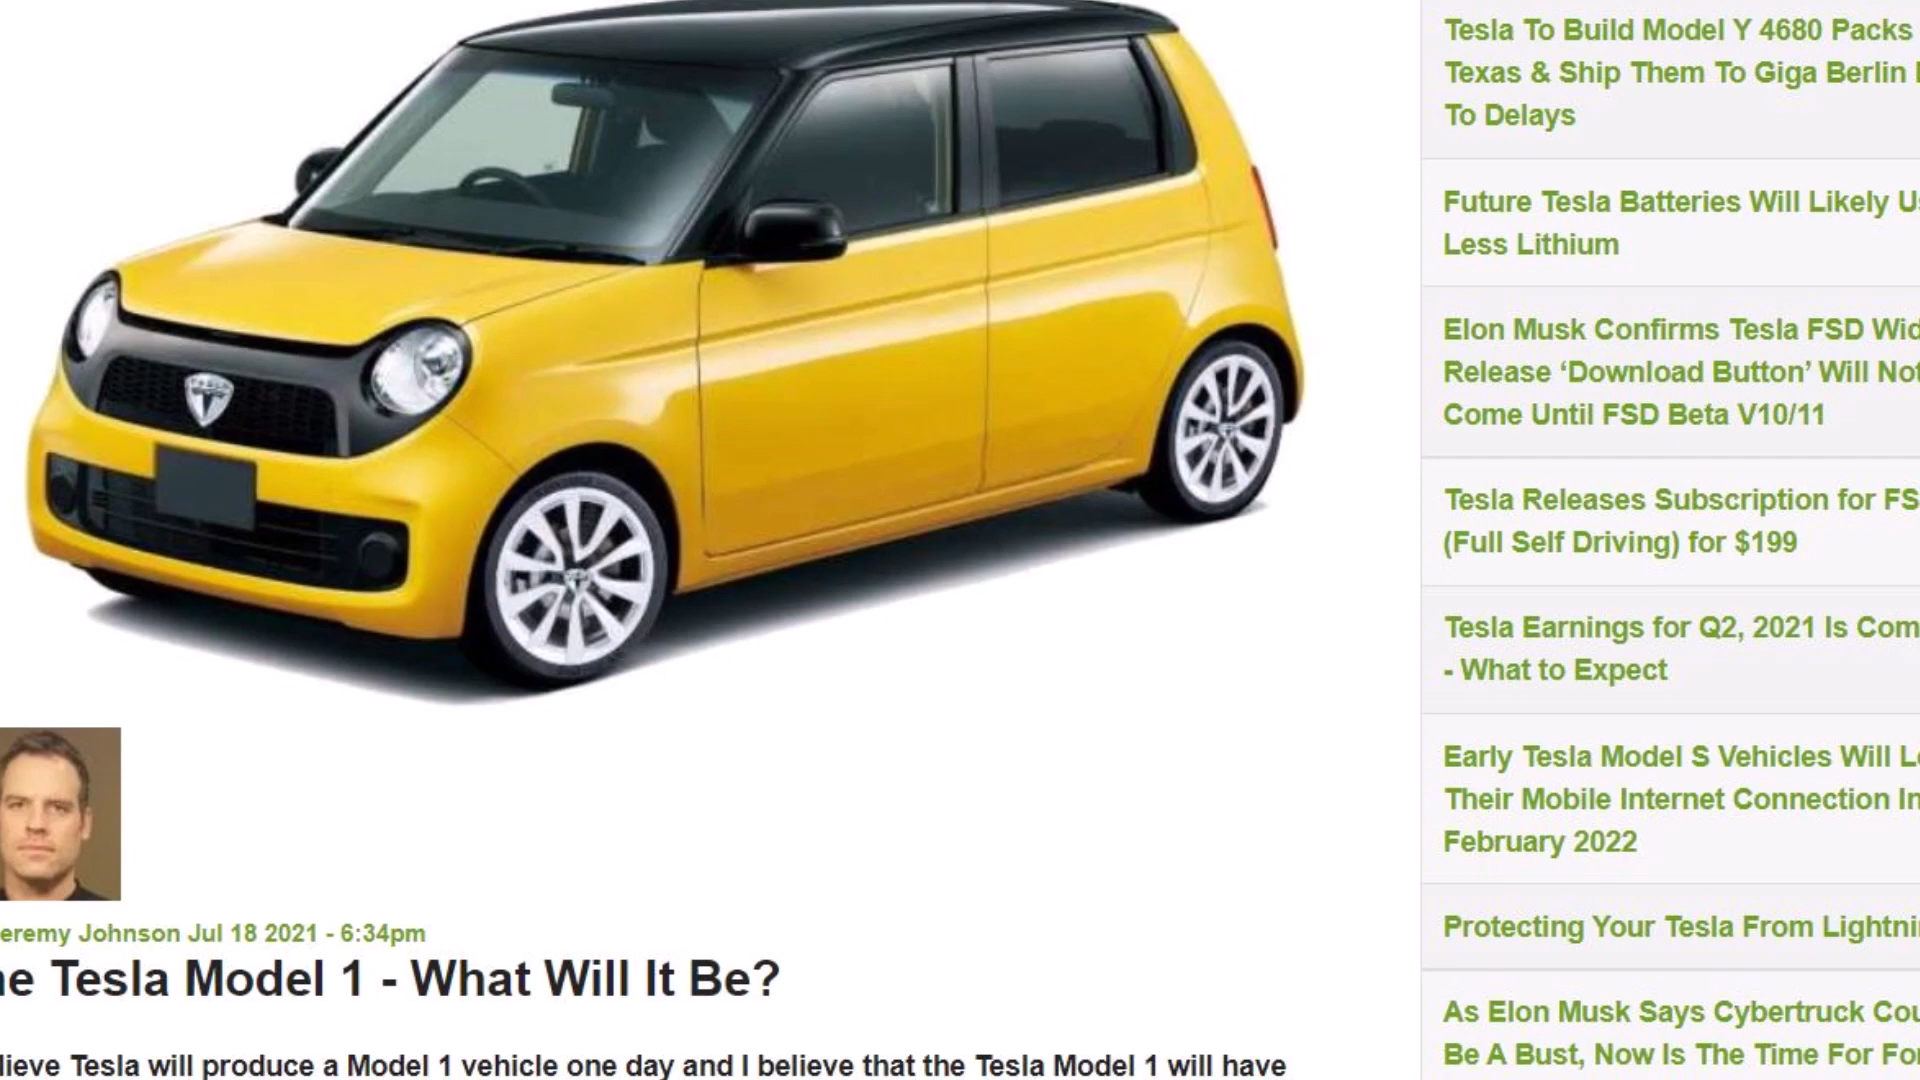 Tesla To Build Model Y 4680 Packs
Texas & Ship Them To Giga Berlin
To Delays
Future Tesla Batteries Will Likely
Less Lithium
Elon Musk Confirms Tesla FSD
Release ‘Download Button’ Will
Come Until FSD Beta V10/11
Tesla Releases Subscription for
(Full Self Driving) for $199
Tesla Earnings for Q2, 2021 Is
- What to Expect
Early Tesla Model S Vehicles Will
Their Mobile Internet Connection In
February 2022
Protecting Your Tesla From
As Elon Musk Says Cybertruck
Be A Bust, Now Is The Time For
TESLA
eremy Johnson Jul 18 2021 - 6:34pm
he Tesla Model 1 - What Will It Be?
lieve Tesla will produce a Model 1 vehicle one day and I believe that the Tesla Model 1 will have